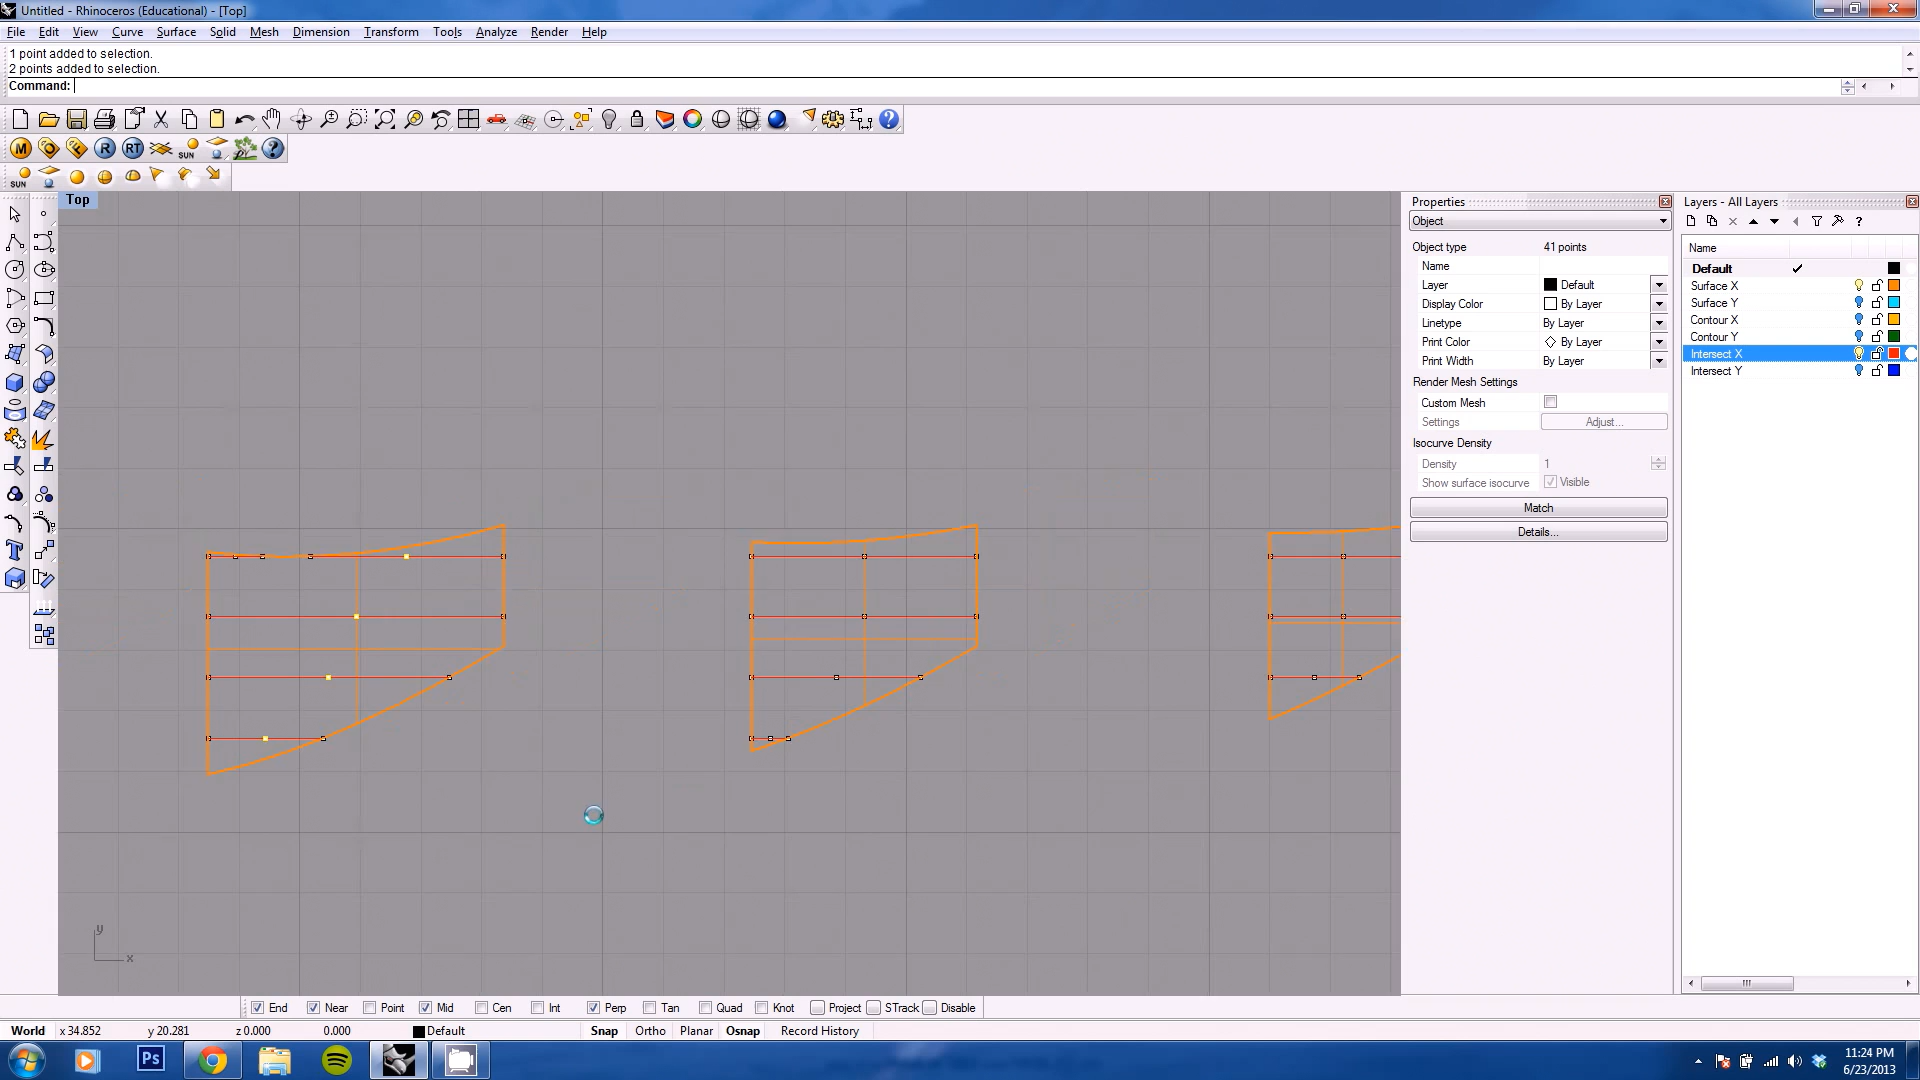 Untitled - Rhinoceros (Educational) - [Top]
File Edit View Curve Surface Solid Mesh Dimension Transform Tools Analyze Render Help
1 point added to selection.
2 points added to selection.
Command:
M O F R RT SUN
SUN
Top
Properties
Object
Object type 41 points
Name
Layer Default
Display Color By Layer
Linetype By Layer
Print Color By Layer
Print Width By Layer
Render Mesh Settings
Custom Mesh
Settings Adjust...
Isocurve Density
Density 1
Show surface isocurve Visible
Match
Details...
Layers - All Layers
Name
Default
Surface X
Surface Y
Contour X
Contour Y
Intersect X
Intersect Y
y
x
End Near Point Mid Cen Int Perp Tan Quad Knot Project STrack Disable
World x 34.852 y 20.281 z 0.000 0.000 Default Snap Ortho Planar Osnap Record History
Ps
11:24 PM
6/23/2013